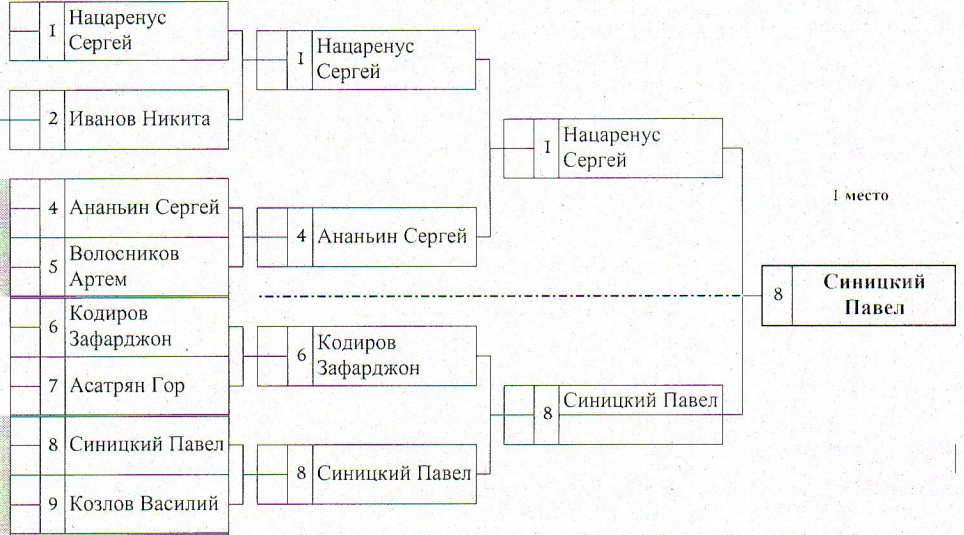 1 Нацаренус
Сергей
2 Иванов Никита
4 Ананьин Сергей
5 Волосников
Артем
6 Кодиров
Зафарджон
7 Асатрян Гор
8 Синицкий Павел
9 Козлов Василий
1 Нацаренус
Сергей
4 Ананьин Сергей
6 Кодиров
Зафарджон
8 Синицкий Павел
1 Нацаренус
Сергей
8 Синицкий Павел
1 место
8 Синицкий
Павел